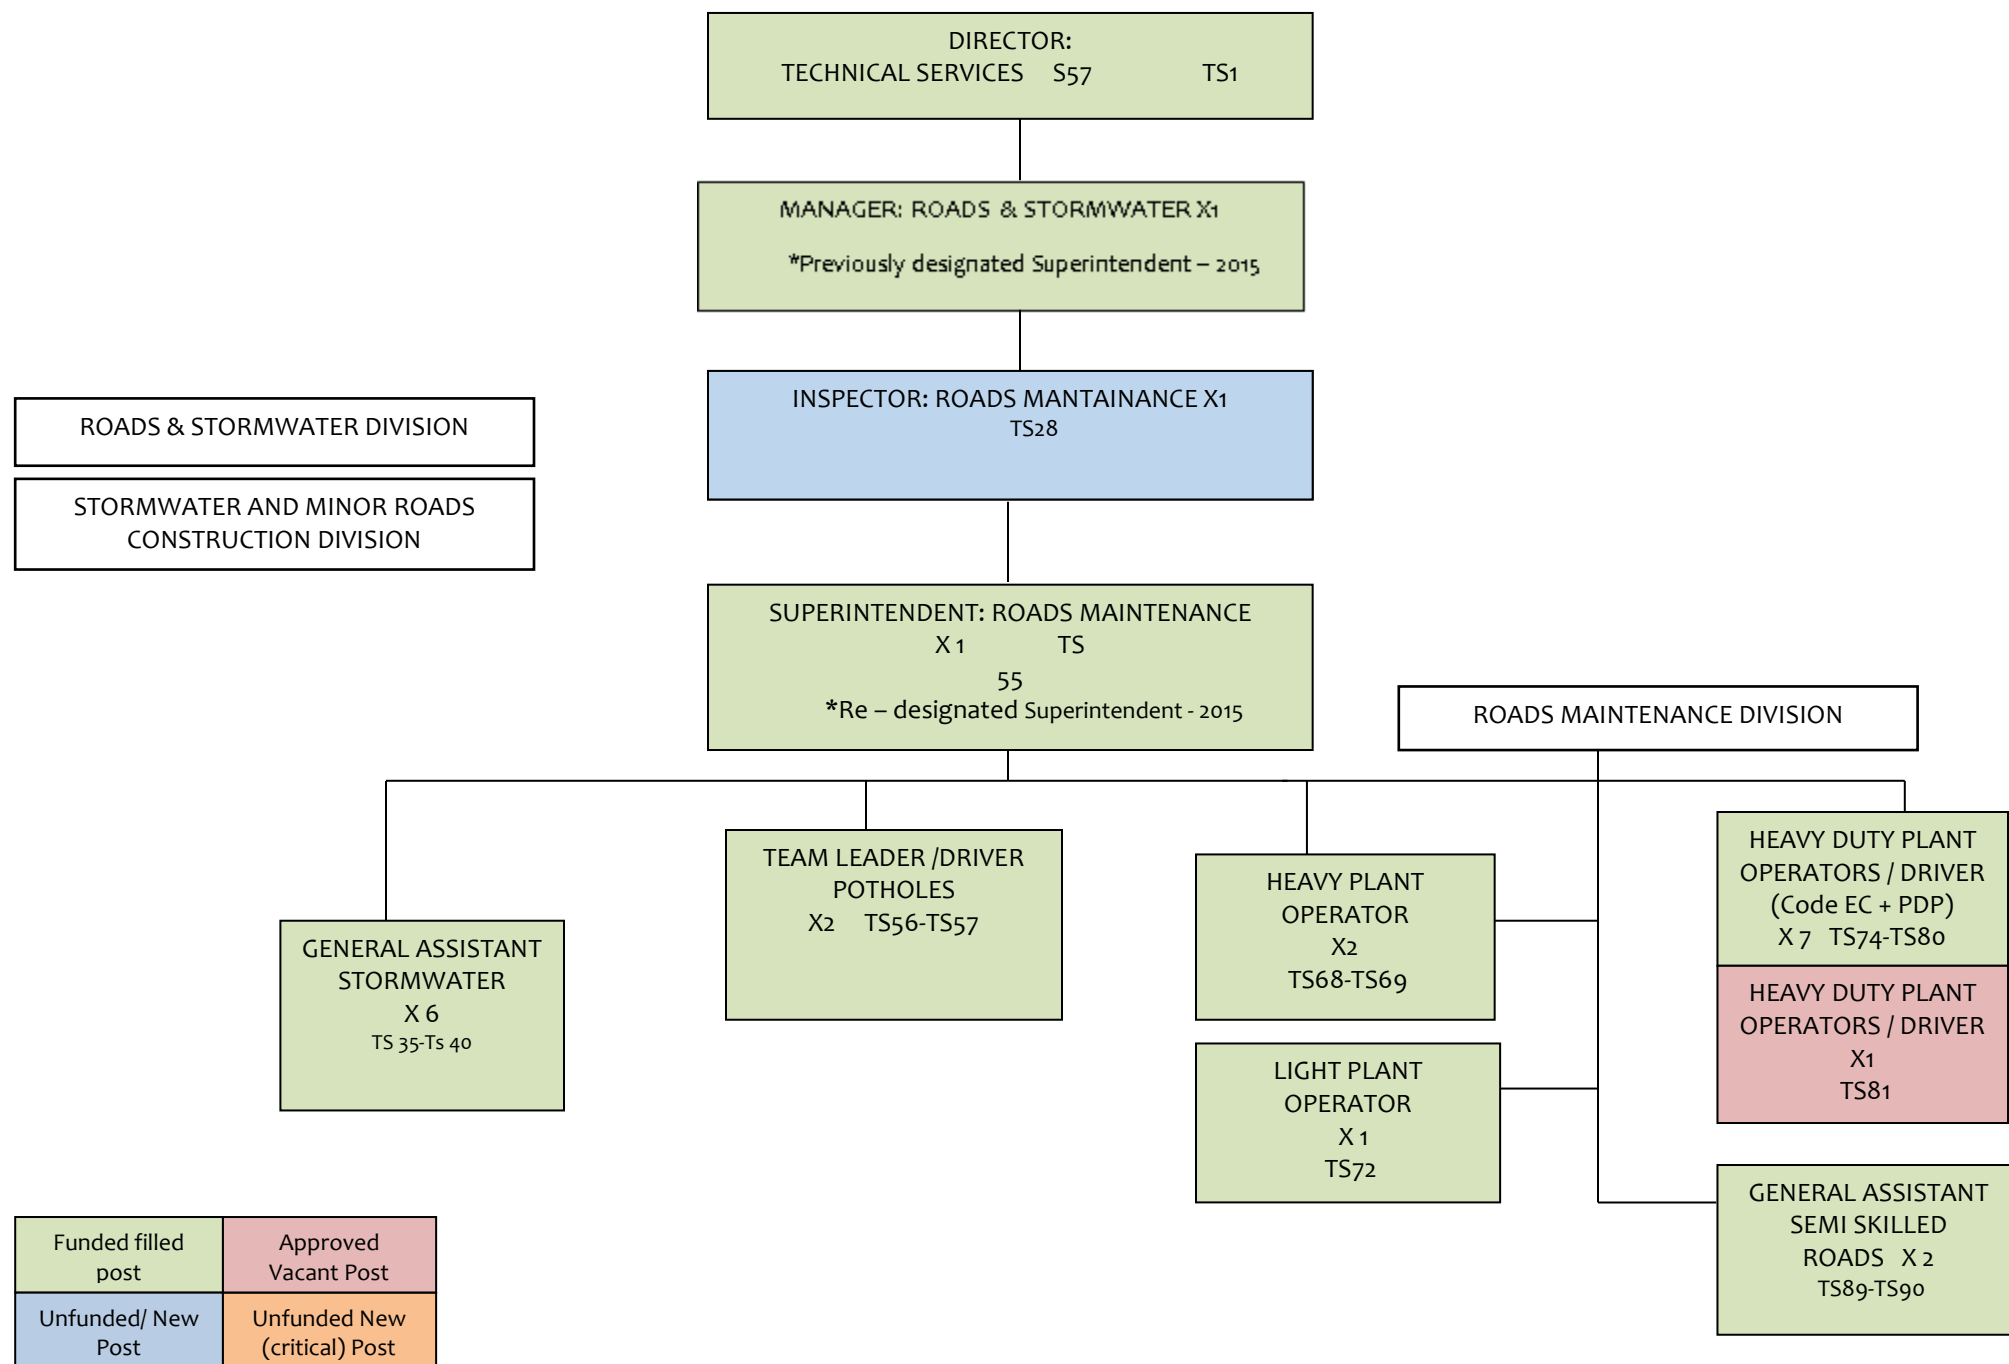 DIRECTOR:
TECHNICAL SERVICES S57 TS1
MANAGER: ROADS & STORMWATER X1
*Previously designated Superintendent – 2015
INSPECTOR: ROADS MANTAINANCE X1
TS28
ROADS & STORMWATER DIVISION
STORMWATER AND MINOR ROADS
CONSTRUCTION DIVISION
SUPERINTENDENT: ROADS MAINTENANCE
X 1 TS
55
*Re – designated Superintendent - 2015
ROADS MAINTENANCE DIVISION
GENERAL ASSISTANT
STORMWATER
X 6
TS 35-Ts 40
TEAM LEADER /DRIVER
POTHOLES
X2 TS56-TS57
HEAVY PLANT
OPERATOR
X2
TS68-TS69
LIGHT PLANT
OPERATOR
X 1
TS72
HEAVY DUTY PLANT
OPERATORS / DRIVER
(Code EC + PDP)
X 7 TS74-TS80
HEAVY DUTY PLANT
OPERATORS / DRIVER
X1
TS81
GENERAL ASSISTANT
SEMI SKILLED
ROADS X 2
TS89-TS90
Funded filled
post
Approved
Vacant Post
Unfunded/ New
Post
Unfunded New
(critical) Post